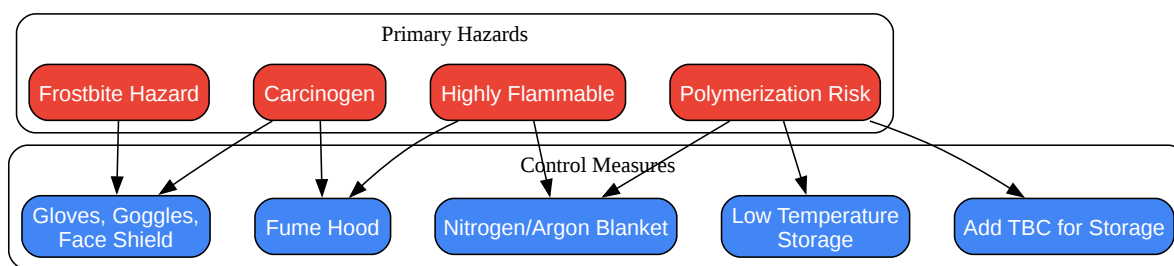 Primary Hazards
Frostbite Hazard
Carcinogen
Highly Flammable
Polymerization Risk
Control Measures
Gloves, Goggles,
Face Shield
Fume Hood
Nitrogen/Argon Blanket
Low Temperature
Storage
Add TBC for Storage